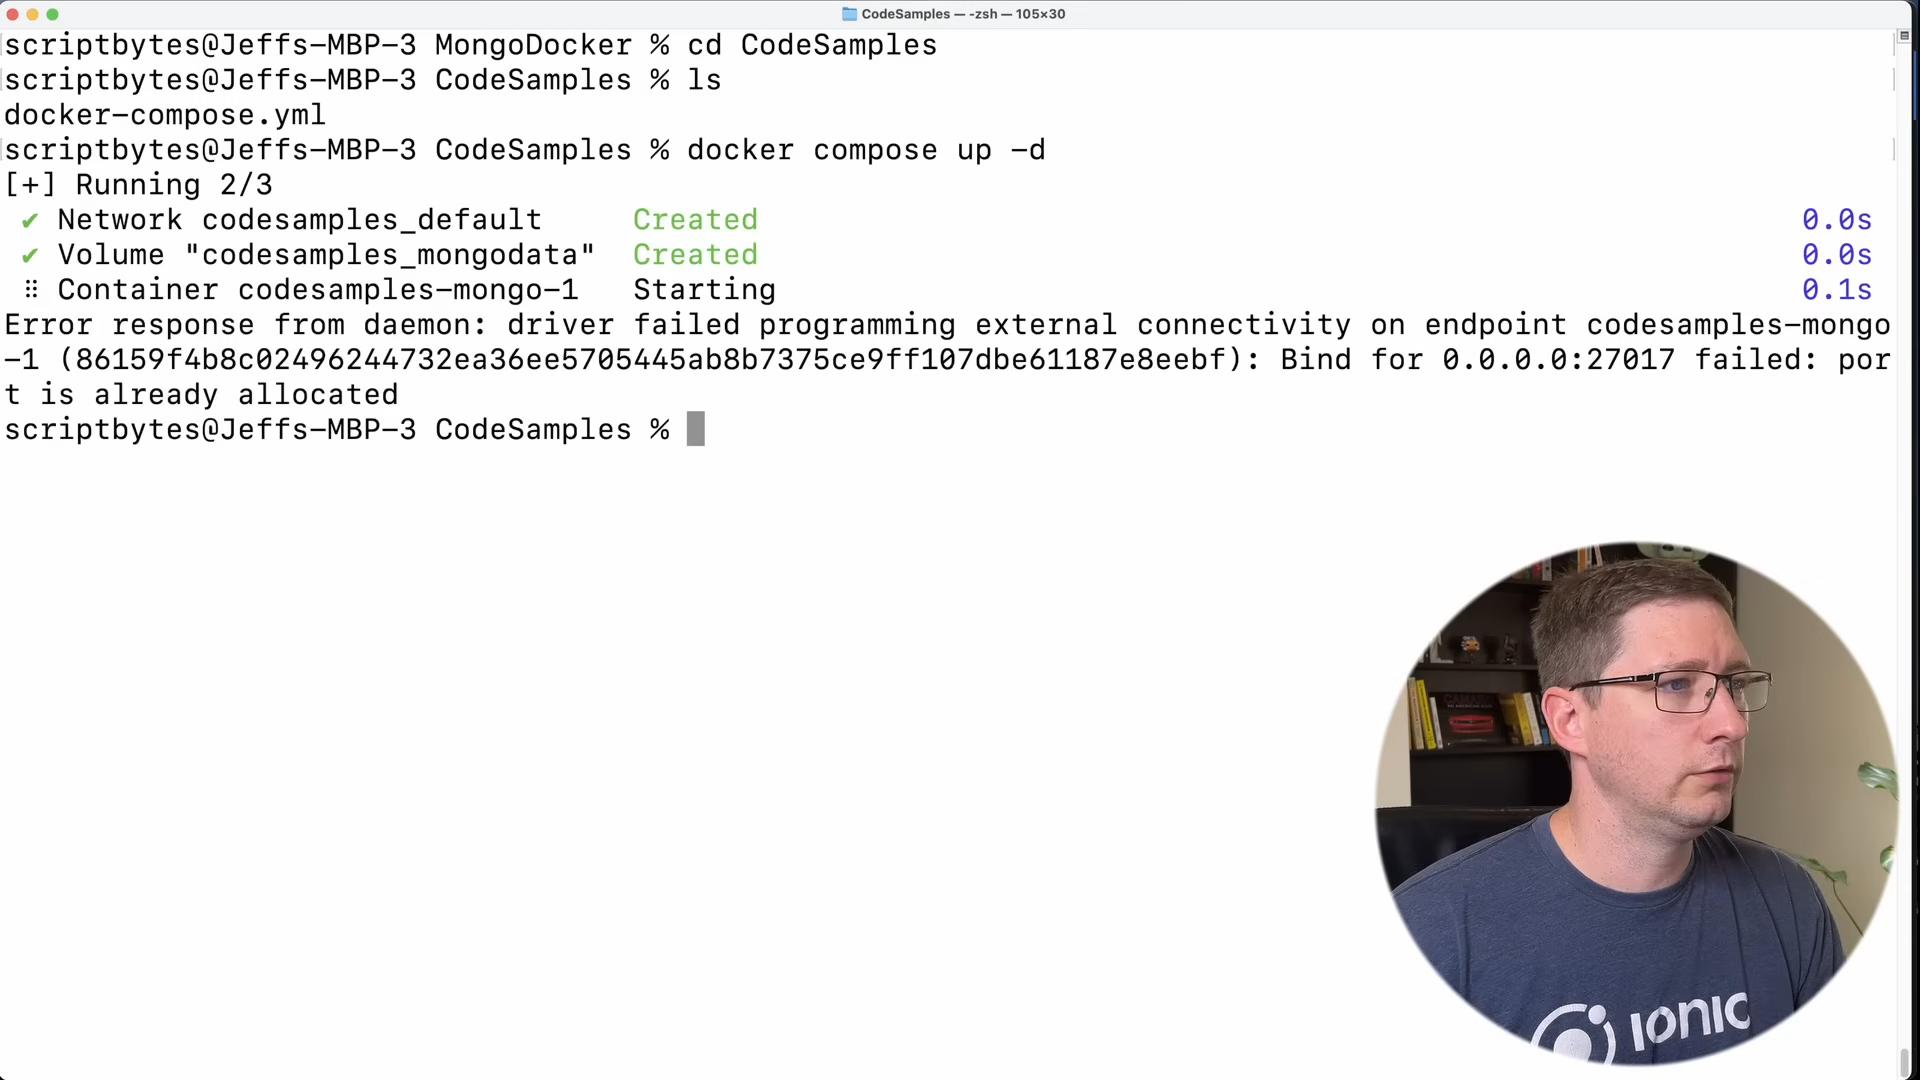 CodeSamples — -zsh — 105×30
scriptbytes@Jeffs-MBP-3 MongoDocker % cd CodeSamples
scriptbytes@Jeffs-MBP-3 CodeSamples % ls
docker-compose.yml
scriptbytes@Jeffs-MBP-3 CodeSamples % docker compose up -d
[+] Running 2/3
✔ Network codesamples_default Created 0.0s
✔ Volume "codesamples_mongodata" Created 0.0s
⠿ Container codesamples-mongo-1 Starting 0.1s
Error response from daemon: driver failed programming external connectivity on endpoint codesamples-mongo
-1 (86159f4b8c02496244732ea36ee5705445ab8b7375ce9ff107dbe61187e8eebf): Bind for 0.0.0.0:27017 failed: por
t is already allocated
scriptbytes@Jeffs-MBP-3 CodeSamples %
CAMARO
IONIC